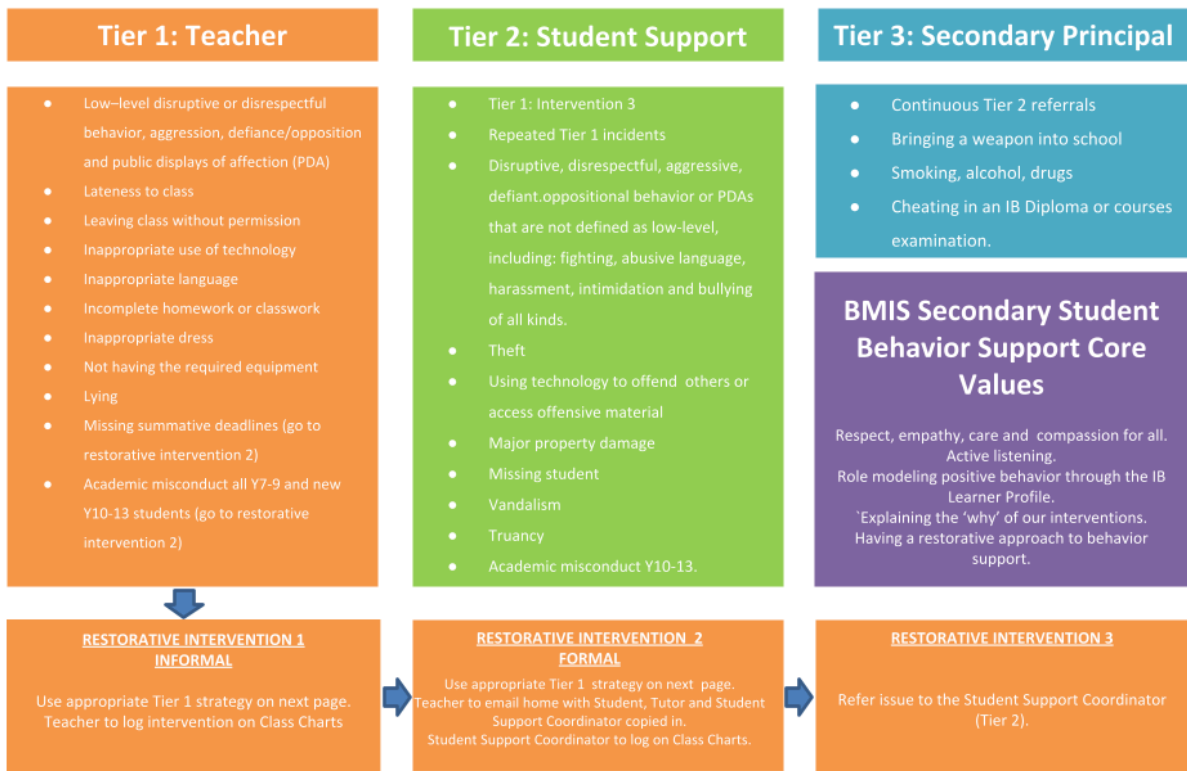 Tier 1: Teacher
● Low–level disruptive or disrespectful
behavior, aggression, defiance/opposition
and public displays of affection (PDA)
● Lateness to class
● Leaving class without permission
● Inappropriate use of technology
● Inappropriate language
● Incomplete homework or classwork
● Inappropriate dress
● Not having the required equipment
● Lying
● Missing summative deadlines (go to
restorative intervention 2)
● Academic misconduct all Y7-9 and new
Y10-13 students (go to restorative
intervention 2)
Tier 2: Student Support
● Tier 1: Intervention 3
● Repeated Tier 1 incidents
● Disruptive, disrespectful, aggressive,
defiant.oppositional behavior or PDAs
that are not defined as low-level,
including: fighting, abusive language,
harassment, intimidation and bullying
of all kinds.
● Theft
● Using technology to offend  others or
access offensive material
● Major property damage
● Missing student
● Vandalism
● Truancy
● Academic misconduct Y10-13.
Tier 3: Secondary Principal
● Continuous Tier 2 referrals
● Bringing a weapon into school
● Smoking, alcohol, drugs
● Cheating in an IB Diploma or courses
examination.
BMIS Secondary Student
Behavior Support Core
Values
Respect, empathy, care and  compassion for all.
Active listening.
Role modeling positive behavior through the IB
Learner Profile.
`Explaining the ‘why’ of our interventions.
Having a restorative approach to behavior
support.
RESTORATIVE INTERVENTION 1
INFORMAL
Use appropriate Tier 1 strategy on next page.
Teacher to log intervention on Class Charts
RESTORATIVE INTERVENTION  2
FORMAL
Use appropriate Tier 1  strategy on next  page.
Teacher to email home with Student, Tutor and Student
Support Coordinator copied in.
Student Support Coordinator to log on Class Charts.
RESTORATIVE INTERVENTION 3
Refer issue to the Student Support Coordinator
(Tier 2).